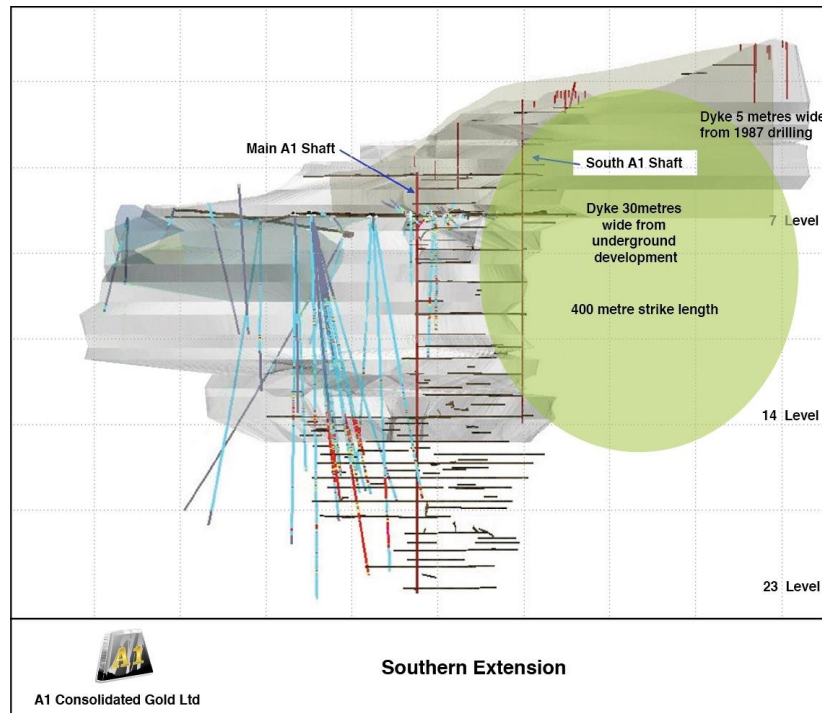 Dyke 5 metres wide
from 1987 drilling
Main A1 Shaft
South A1 Shaft
Dyke 30metres
wide from
underground
development
7 Level
400 metre strike length
14 Level
23 Level
A1
A1 Consolidated Gold Ltd
Southern Extension